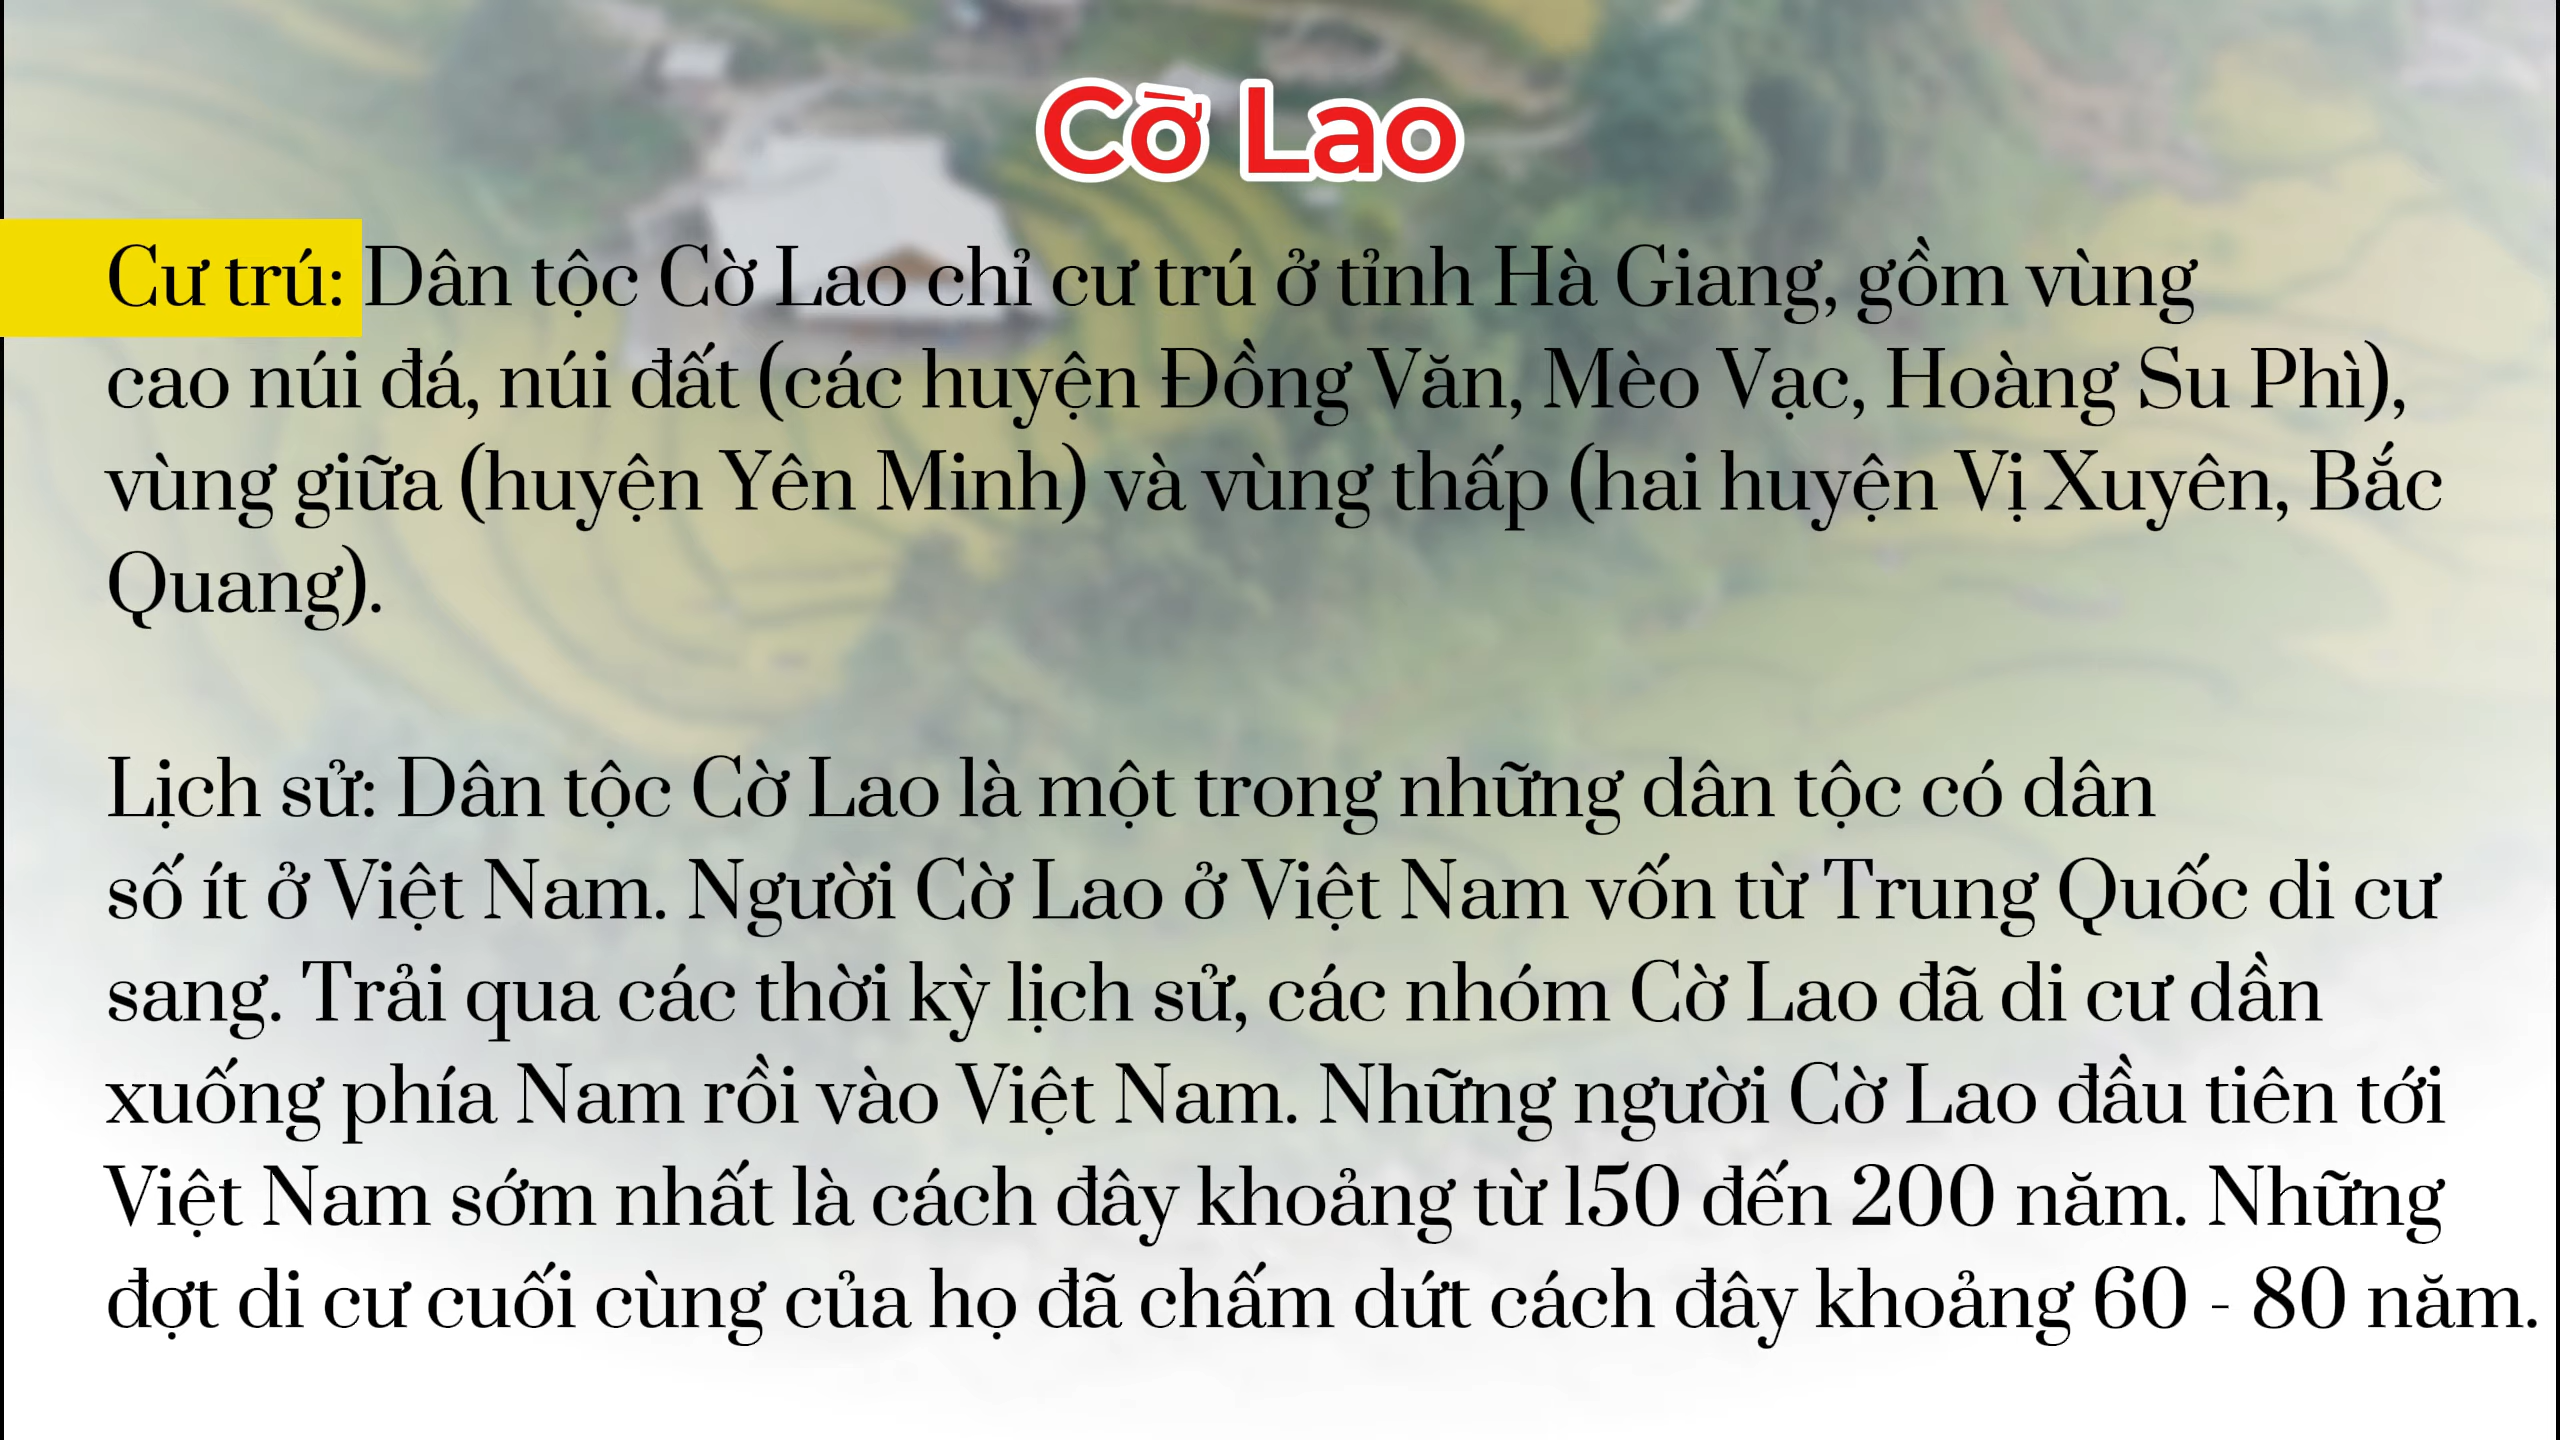 Cờ Lao
Cư trú: Dân tộc Cờ Lao chỉ cư trú ở tỉnh Hà Giang, gồm vùng
cao núi đá, núi đất (các huyện Đồng Văn, Mèo Vạc, Hoàng Su Phì),
vùng giữa (huyện Yên Minh) và vùng thấp (hai huyện Vị Xuyên, Bắc
Quang).
Lịch sử: Dân tộc Cờ Lao là một trong những dân tộc có dân
số ít ở Việt Nam. Người Cờ Lao ở Việt Nam vốn từ Trung Quốc di cư
sang. Trải qua các thời kỳ lịch sử, các nhóm Cờ Lao đã di cư dần
xuống phía Nam rồi vào Việt Nam. Những người Cờ Lao đầu tiên tới
Việt Nam sớm nhất là cách đây khoảng từ l50 đến 200 năm. Những
đợt di cư cuối cùng của họ đã chấm dứt cách đây khoảng 60 - 80 năm.